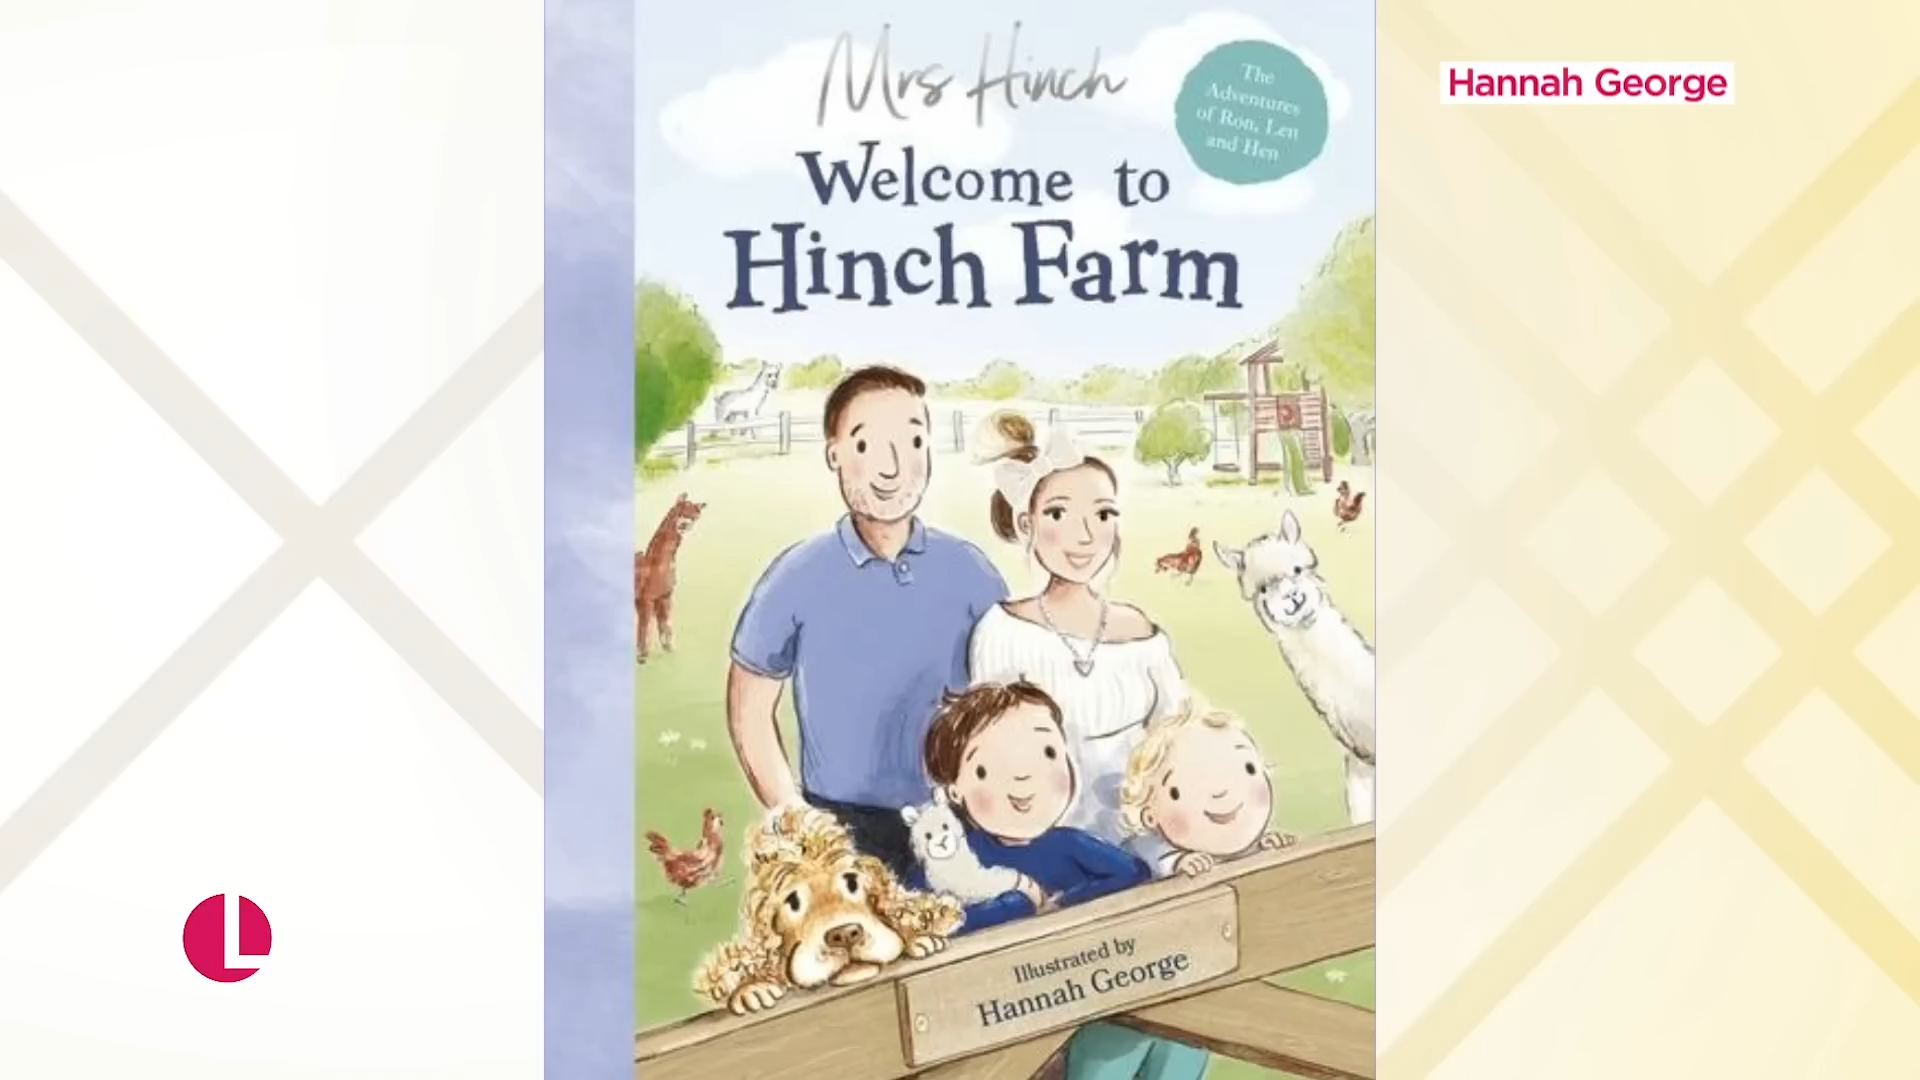 Mrs Hinch
The
Adventures
of Ron, Len
and Hen
Welcome to
Hinch Farm
Illustrated by
Hannah George
Hannah George
L